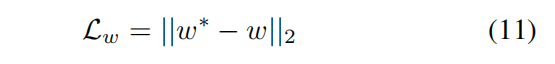 ℒ_w = ||w* − w||₂ (11)